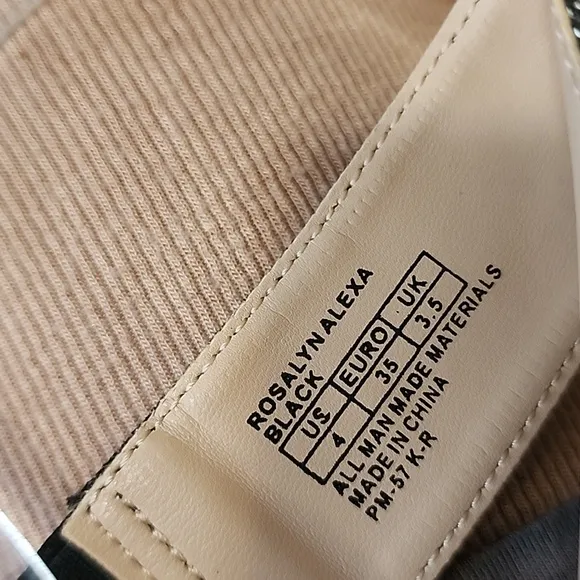 ROSALYNALEXA
BLACK
US EURO UK
4 35 3.5
ALL MAN MADE MATERIALS
MADE IN CHINA
PM-57 K-R